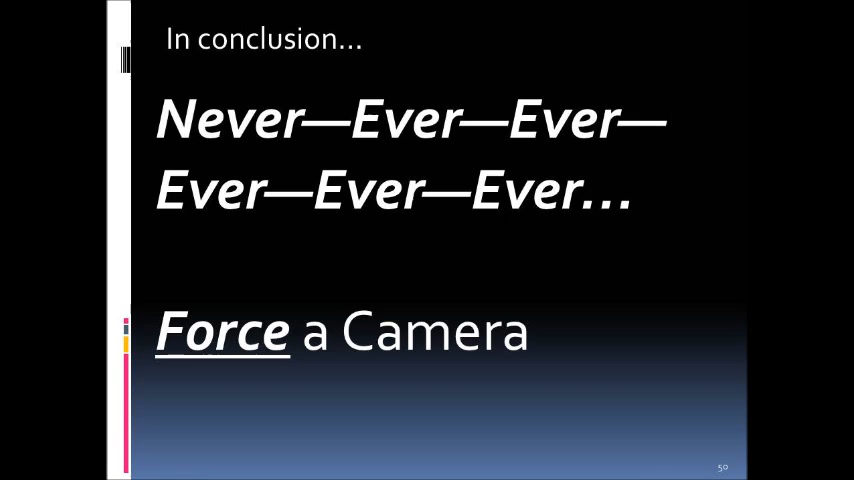 In conclusion...
Never—Ever—Ever—
Ever—Ever—Ever...
Force a Camera
50